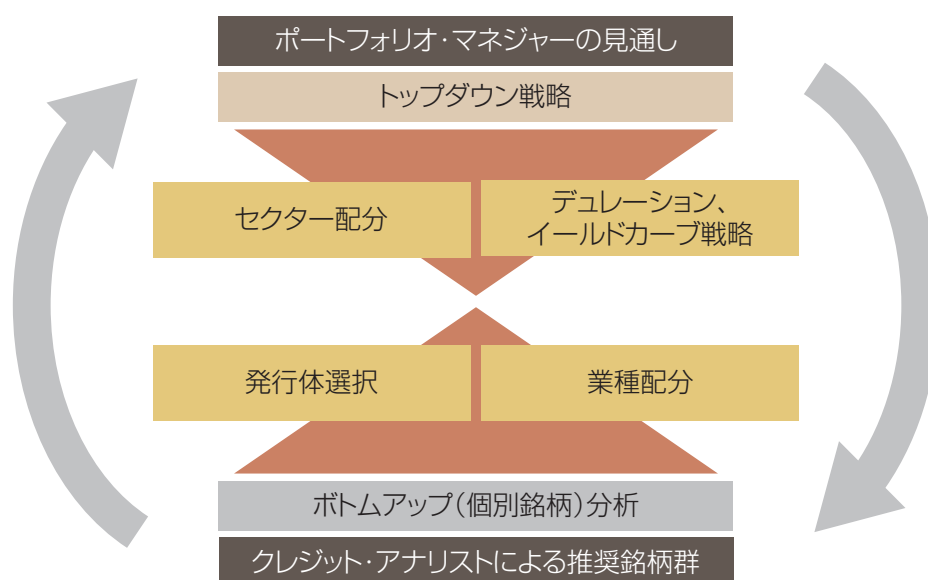 ポートフォリオ・マネジャーの見通し
トップダウン戦略
セクター配分
デュレーション、
イールドカーブ戦略
発行体選択
業種配分
ボトムアップ(個別銘柄)分析
クレジット・アナリストによる推奨銘柄群